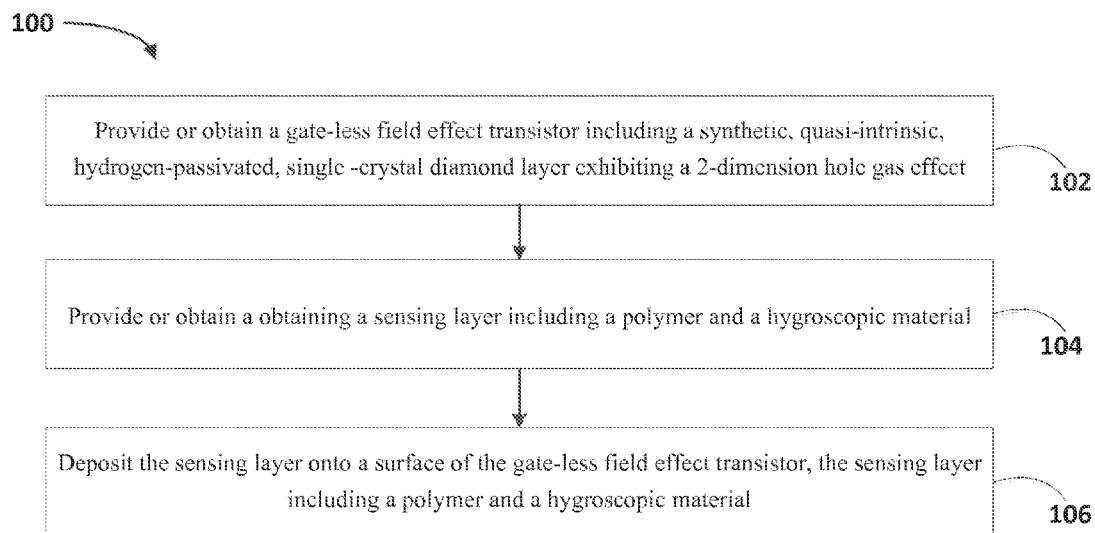 100
Provide or obtain a gate-less field effect transistor including a synthetic, quasi-intrinsic,
hydrogen-passivated, single -crystal diamond layer exhibiting a 2-dimension hole gas effect
102
Provide or obtain a obtaining a sensing layer including a polymer and a hygroscopic material
104
Deposit the sensing layer onto a surface of the gate-less field effect transistor, the sensing layer
including a polymer and a hygroscopic material
106